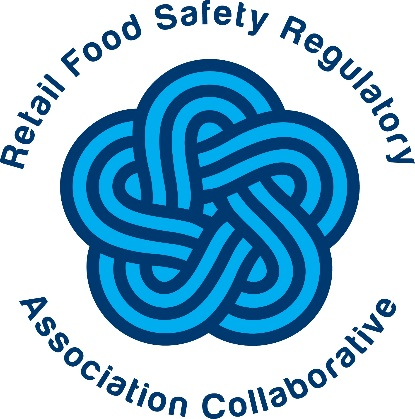 Retail Food Safety Regulatory
Association Collaborative